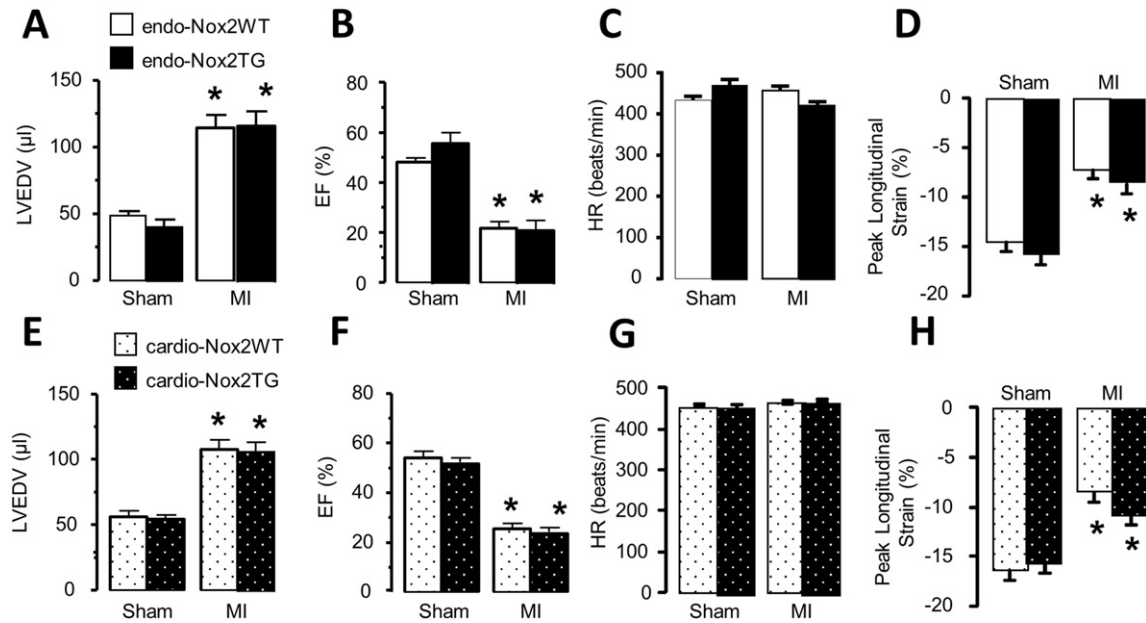 A
endo-Nox2WT
endo-Nox2TG
LVEDV (µl)
150
100
50
0
* *
Sham MI
B
EF (%)
80
60
40
20
0
* *
Sham MI
C
HR (beats/min)
500
400
300
400
100
0
Sham MI
D
Peak Longitudinal
Strain (%)
Sham MI
0
-5
-10
-15
-20
* *
E
cardio-Nox2WT
cardio-Nox2TG
LVEDV (µl)
150
100
50
0
* *
Sham MI
F
EF (%)
80
60
40
20
0
* *
Sham MI
G
HR (beats/min)
500
400
300
400
100
0
Sham MI
H
Peak Longitudinal
Strain (%)
Sham MI
0
-5
-10
-15
-20
* *